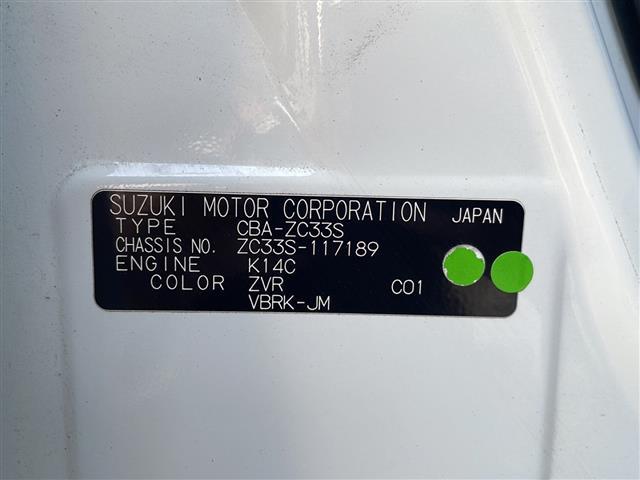 SUZUKI MOTOR CORPORATION JAPAN
TYPE CBA-ZC33S
CHASSIS NO. ZC33S-117189
ENGINE K14C
COLOR ZVR C01
VBRK-JM